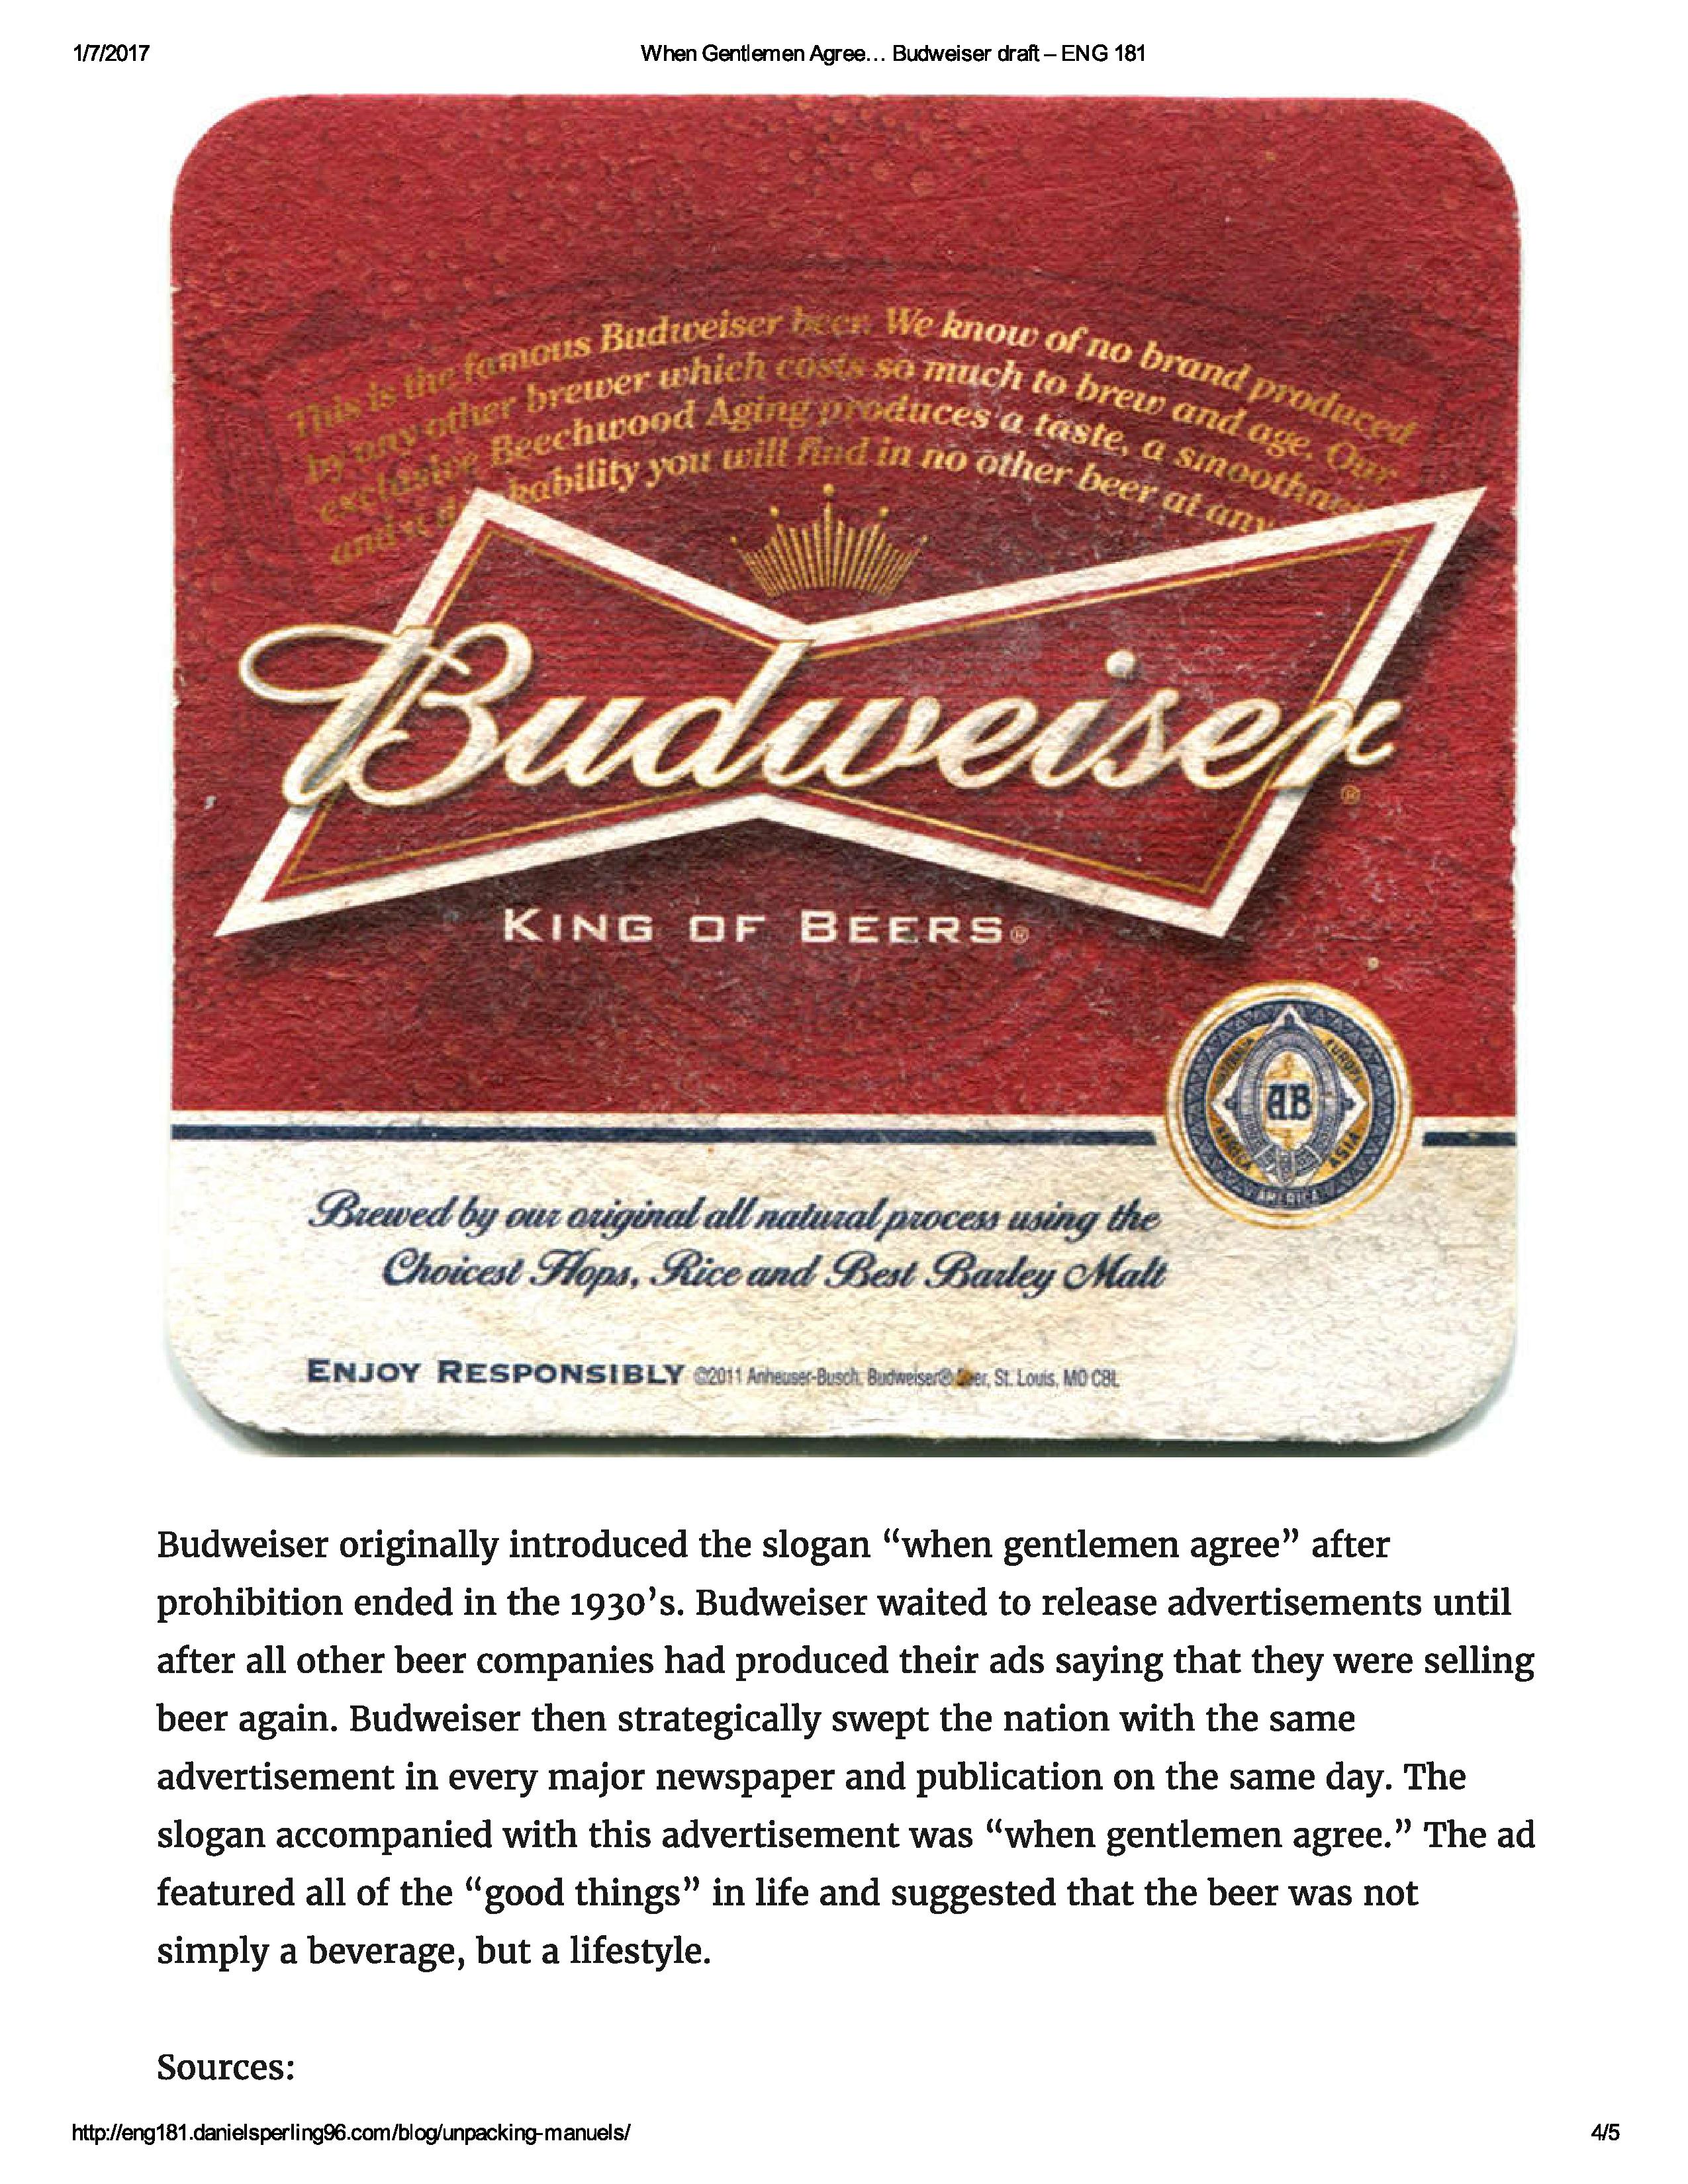 1/7/2017 When Gentlemen Agree… Budweiser draft – ENG 181
This is the famous Budweiser beer. We know of no brand produced
by any other brewer which costs so much to brew and age. Our
exclusive Beechwood Aging produces a taste, a smoothness
and a drinkability you will find in no other beer at any
Budweiser®
KING OF BEERS®
EUROPE
AB
AFRICA ASIA
AMERICA
Brewed by our original all natural process using the
Choicest Hops, Rice and Best Barley Malt
ENJOY RESPONSIBLY ©2011 Anheuser-Busch, Budweiser® Beer, St. Louis, MO CBL
Budweiser originally introduced the slogan “when gentlemen agree” after
prohibition ended in the 1930’s. Budweiser waited to release advertisements until
after all other beer companies had produced their ads saying that they were selling
beer again. Budweiser then strategically swept the nation with the same
advertisement in every major newspaper and publication on the same day. The
slogan accompanied with this advertisement was “when gentlemen agree.” The ad
featured all of the “good things” in life and suggested that the beer was not
simply a beverage, but a lifestyle.
Sources:
http://eng181.danielsperling96.com/blog/unpacking-manuels/ 4/5